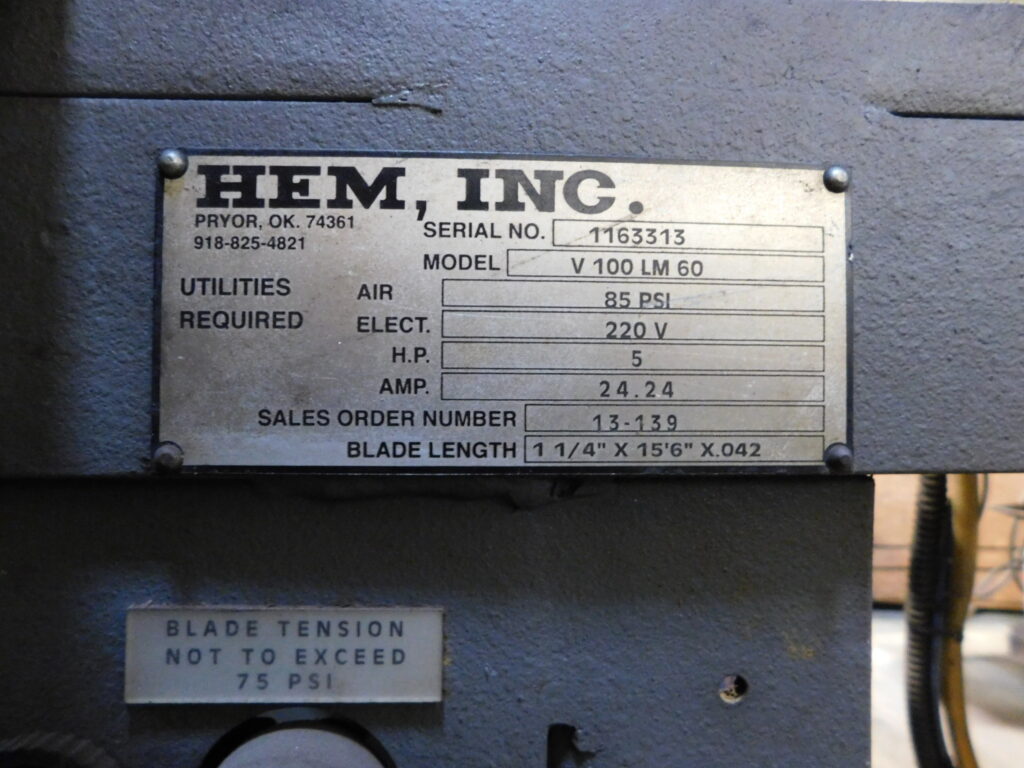 HEM, INC.
PRYOR, OK. 74361
918-825-4821
SERIAL NO. 1163313
MODEL V 100 LM 60
UTILITIES REQUIRED
AIR 85 PSI
ELECT. 220 V
H.P. 5
AMP. 24.24
SALES ORDER NUMBER 13-139
BLADE LENGTH 1 1/4" X 15'6" X.042
BLADE TENSION
NOT TO EXCEED
75 PSI